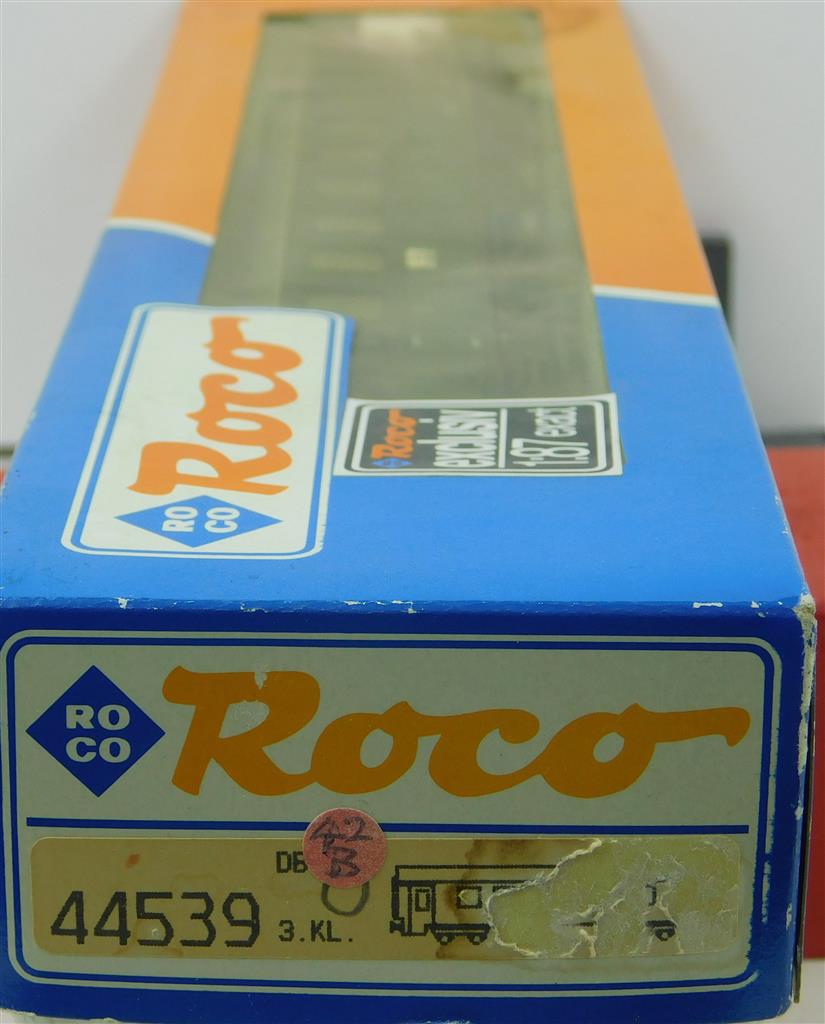 Roco
RO
CO
Roco
exclusiv
1:87 exact
RO
CO
Roco
42
B
DB
44539
3.KL.